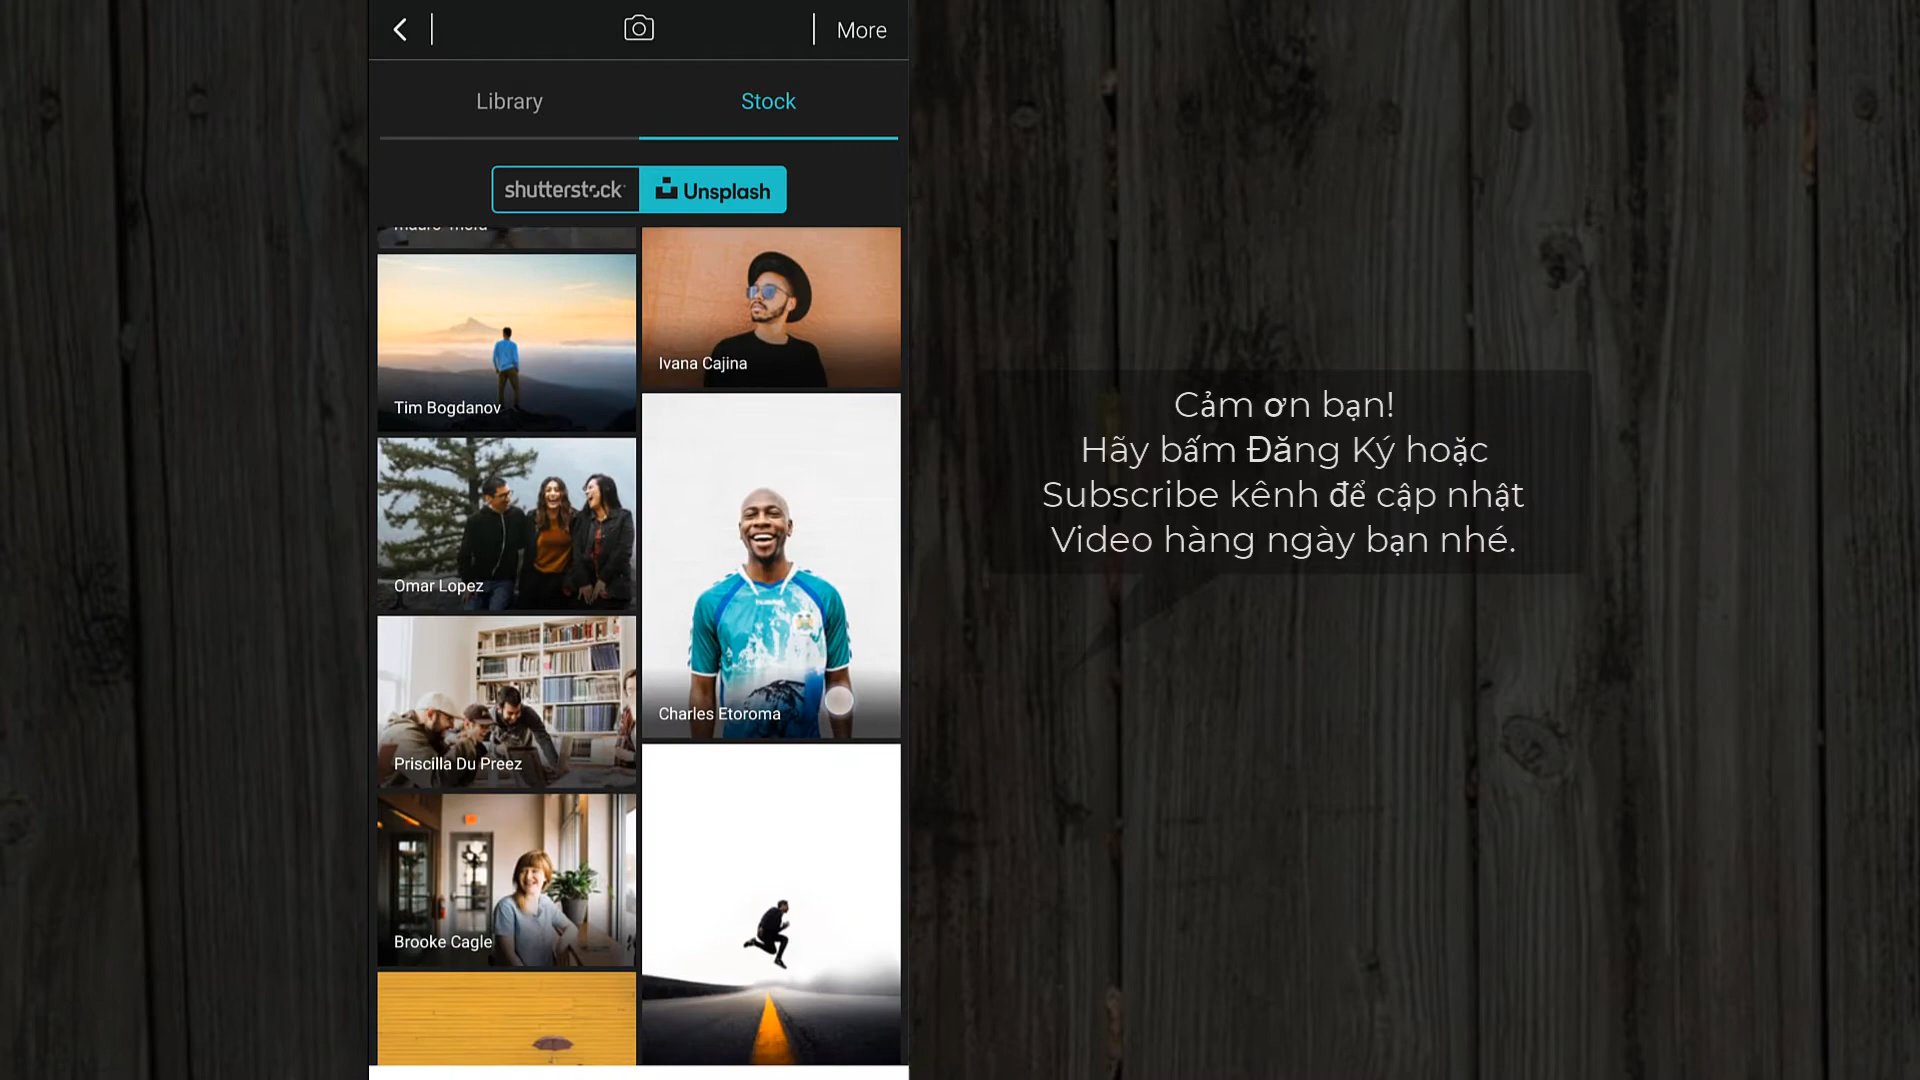 More
Library
Stock
shutterstock
Unsplash
Ivana Cajina
Tim Bogdanov
Omar Lopez
Charles Etoroma
Priscilla Du Preez
Brooke Cagle
Cảm ơn bạn!
Hãy bấm Đăng Ký hoặc
Subscribe kênh để cập nhật
Video hàng ngày bạn nhé.